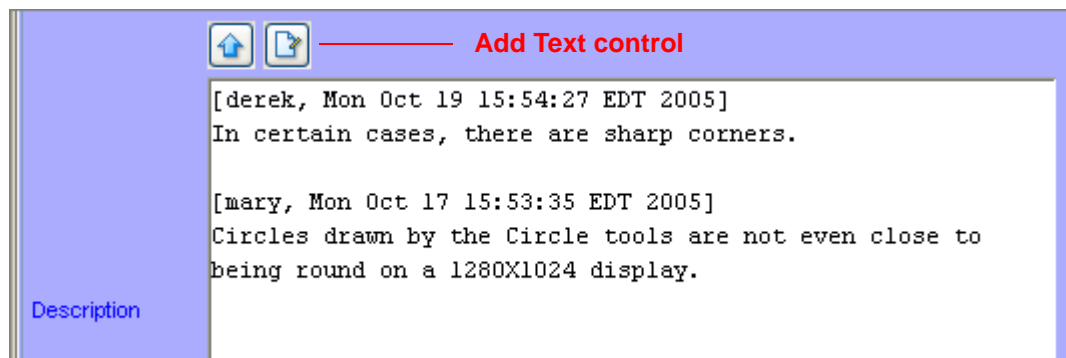 Add Text control
[derek, Mon Oct 19 15:54:27 EDT 2005]
In certain cases, there are sharp corners.
[mary, Mon Oct 17 15:53:35 EDT 2005]
Circles drawn by the Circle tools are not even close to
being round on a 1280X1024 display.
Description